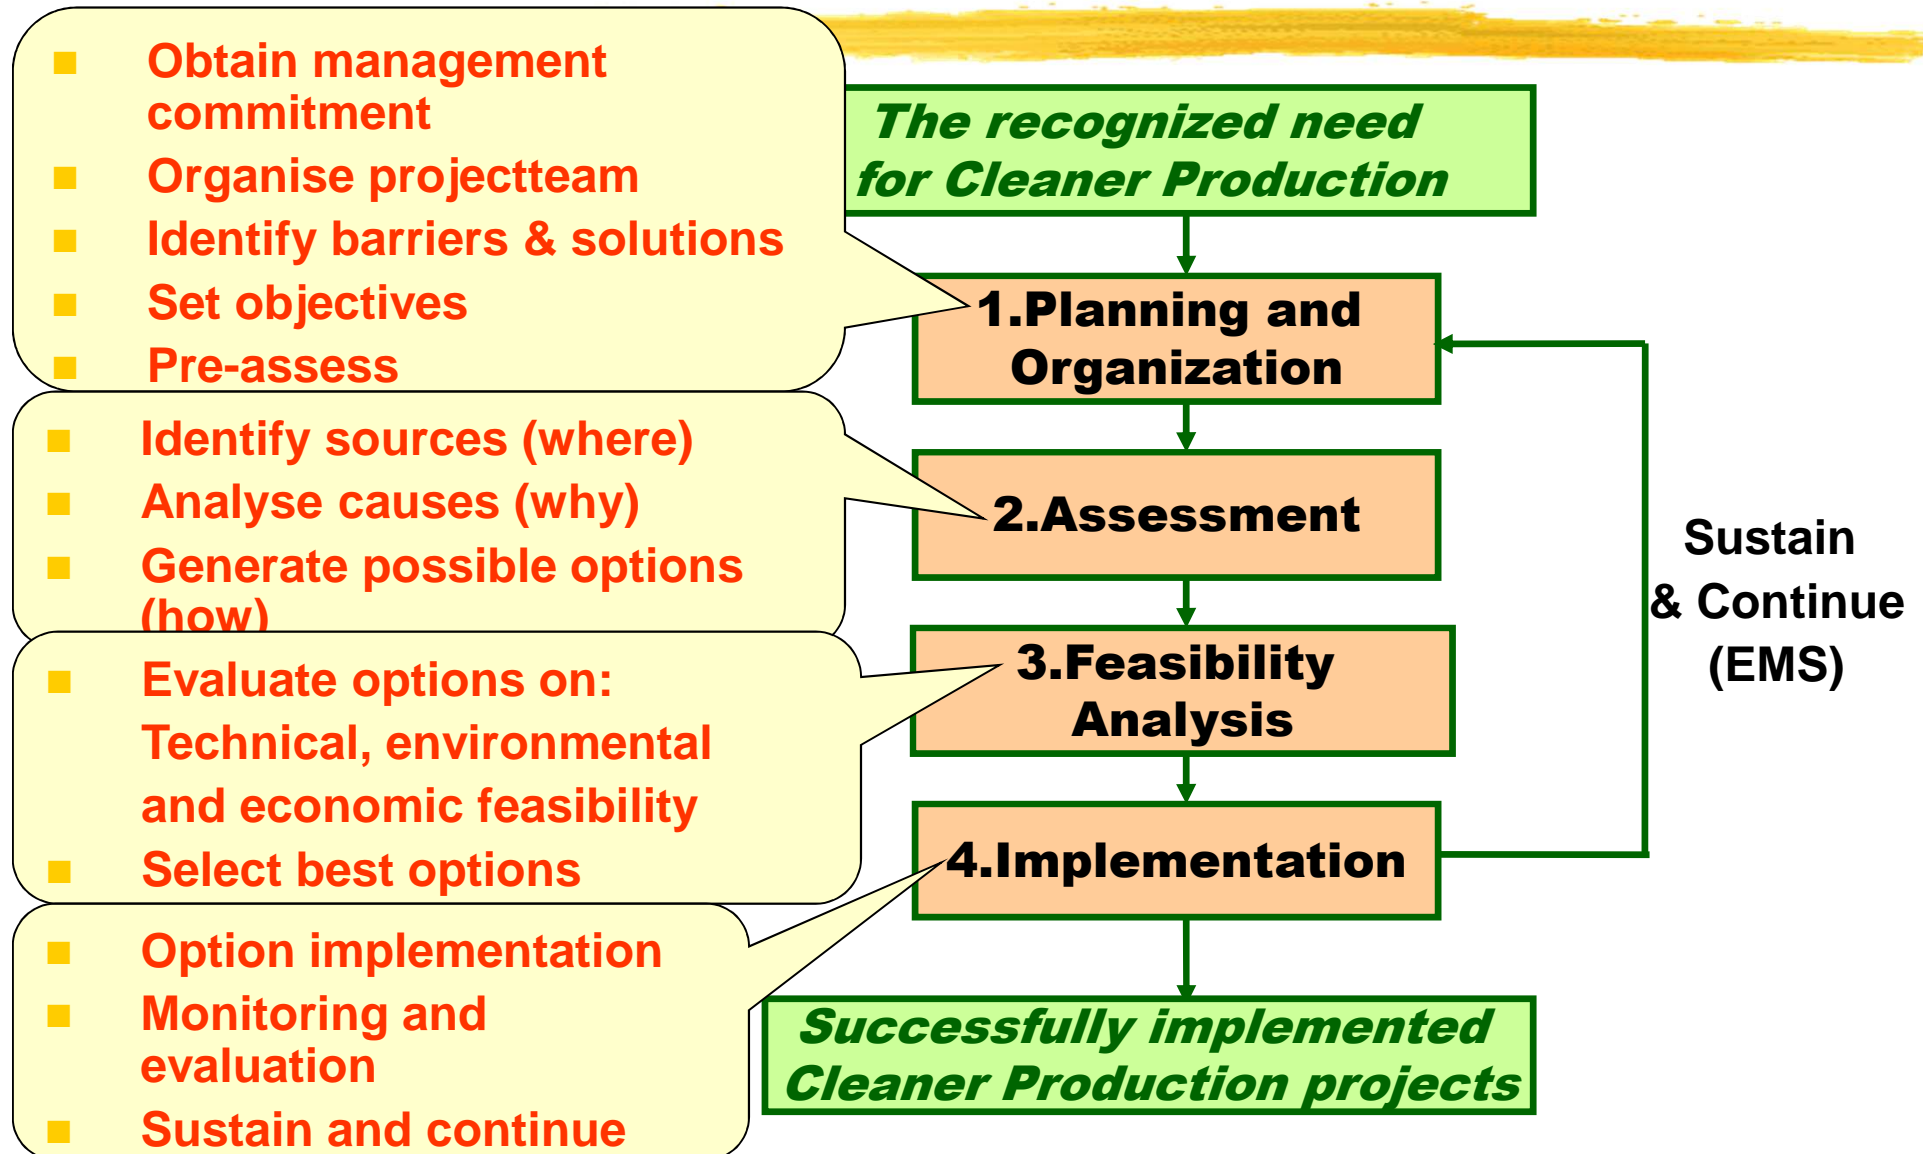 Obtain management
commitment
Organise projectteam
Identify barriers & solutions
Set objectives
Pre-assess
Identify sources (where)
Analyse causes (why)
Generate possible options
(how)
Evaluate options on:
Technical, environmental
and economic feasibility
Select best options
Option implementation
Monitoring and
evaluation
Sustain and continue
The recognized need
for Cleaner Production
1.Planning and
Organization
2.Assessment
3.Feasibility
Analysis
4.Implementation
Successfully implemented
Cleaner Production projects
Sustain
& Continue
(EMS)